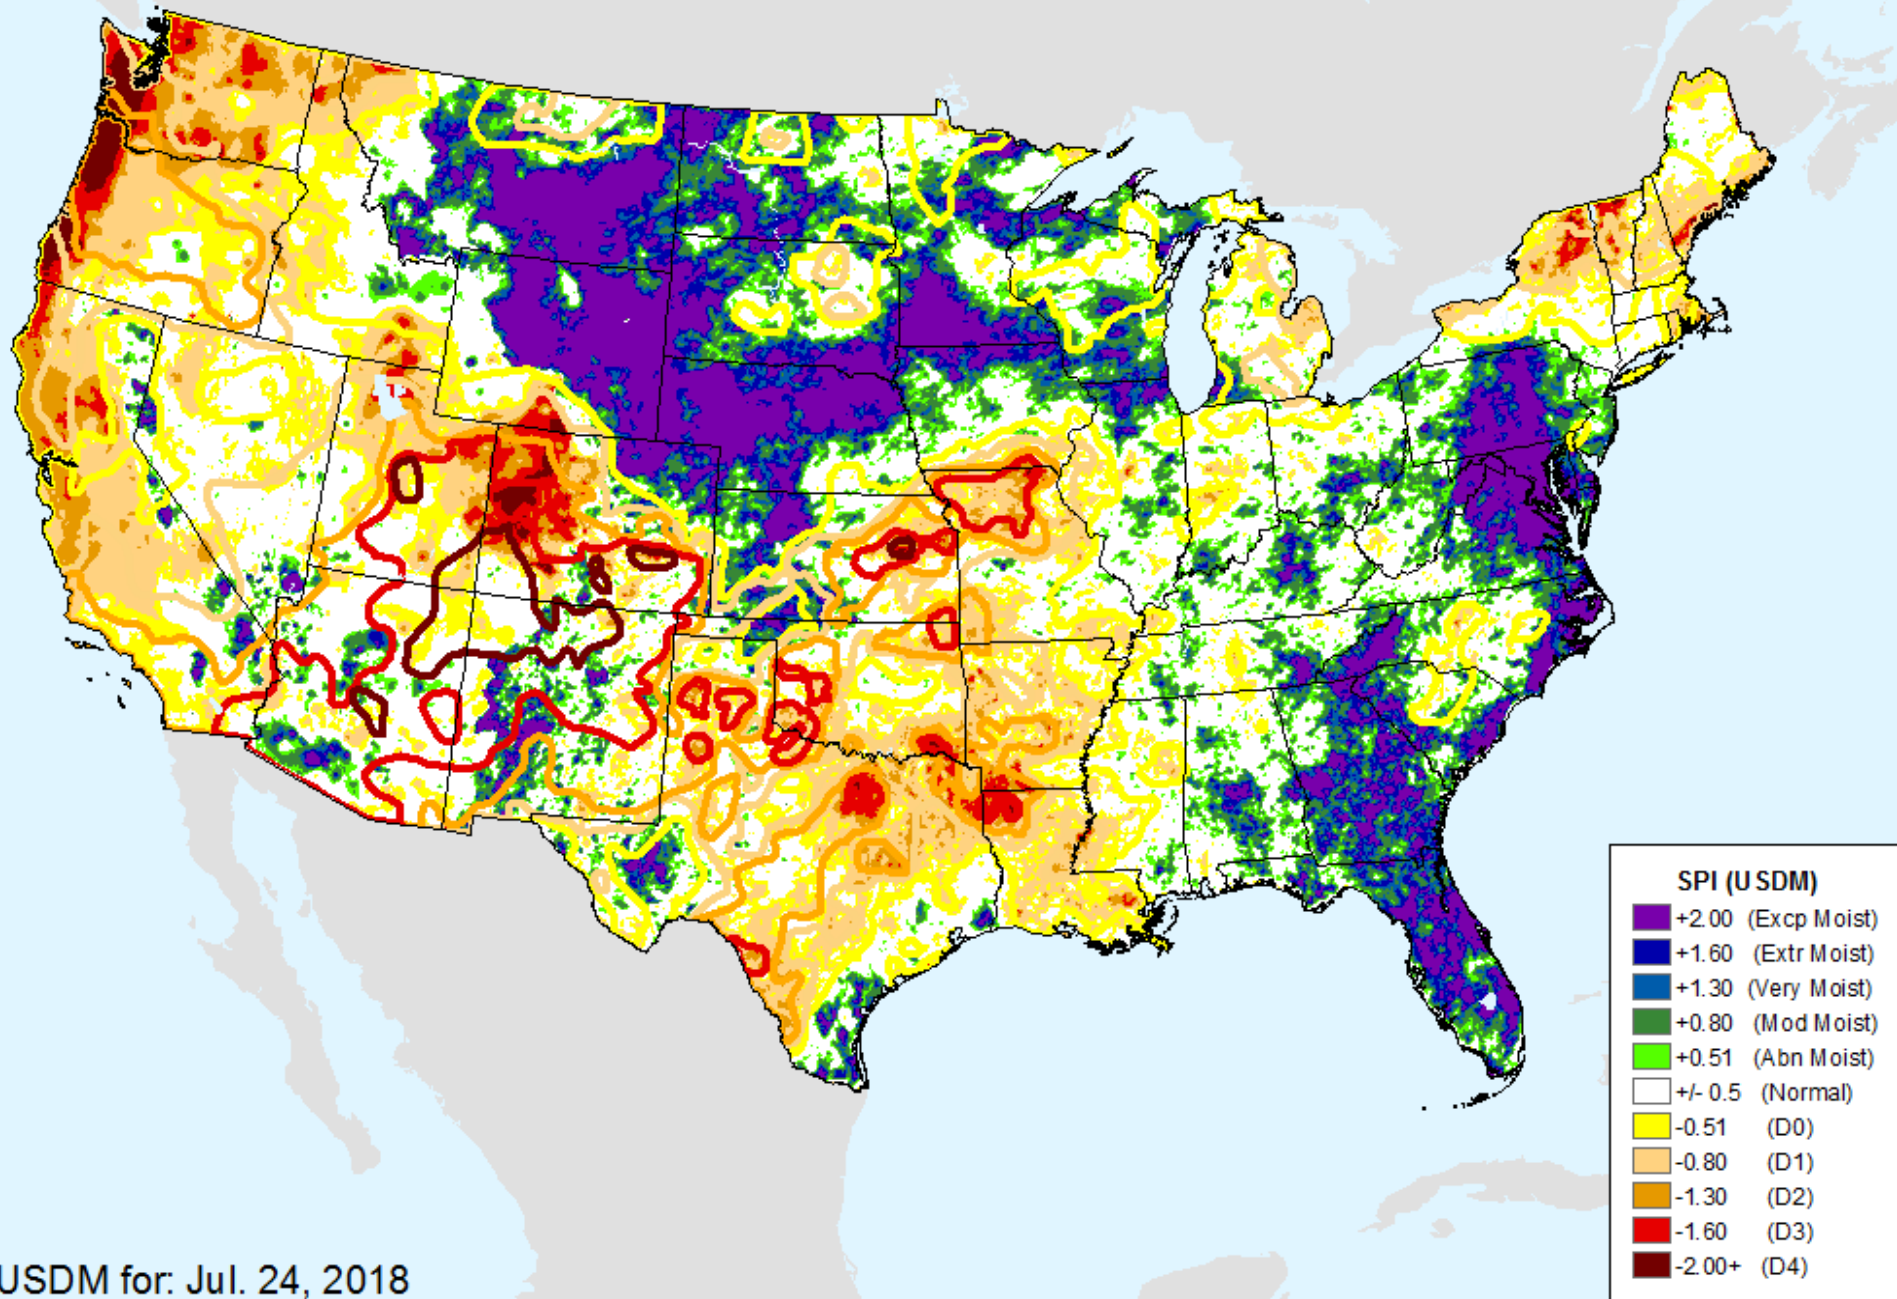 SPI (USDM)
+2.00 (Excp Moist)
+1.60 (Extr Moist)
+1.30 (Very Moist)
+0.80 (Mod Moist)
+0.51 (Abn Moist)
+/- 0.5 (Normal)
-0.51 (D0)
-0.80 (D1)
-1.30 (D2)
-1.60 (D3)
-2.00+ (D4)
USDM for: Jul. 24, 2018